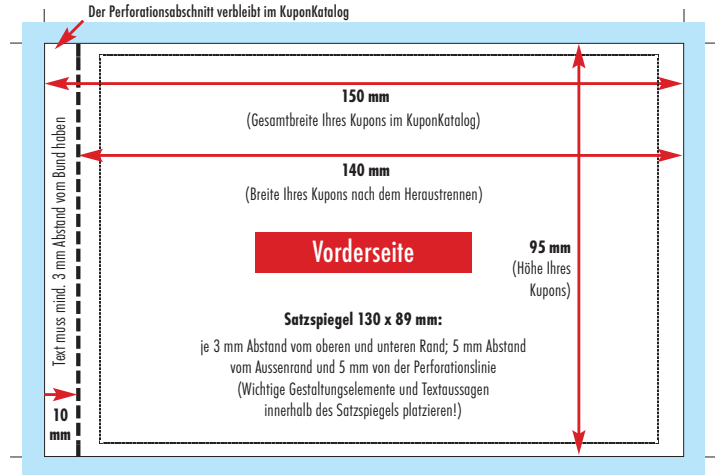 Der Perforationsabschnitt verbleibt im KuponKatalog
150 mm
(Gesamtbreite Ihres Kupons im KuponKatalog)
140 mm
(Breite Ihres Kupons nach dem Heraustrennen)
Text muss mind. 3 mm Abstand vom Bund haben
Vorderseite
95 mm
(Höhe Ihres
Kupons)
Satzspiegel 130 x 89 mm:
je 3 mm Abstand vom oberen und unteren Rand; 5 mm Abstand
vom Aussenrand und 5 mm von der Perforationslinie
(Wichtige Gestaltungselemente und Textaussagen
innerhalb des Satzspiegels platzieren!)
10
mm